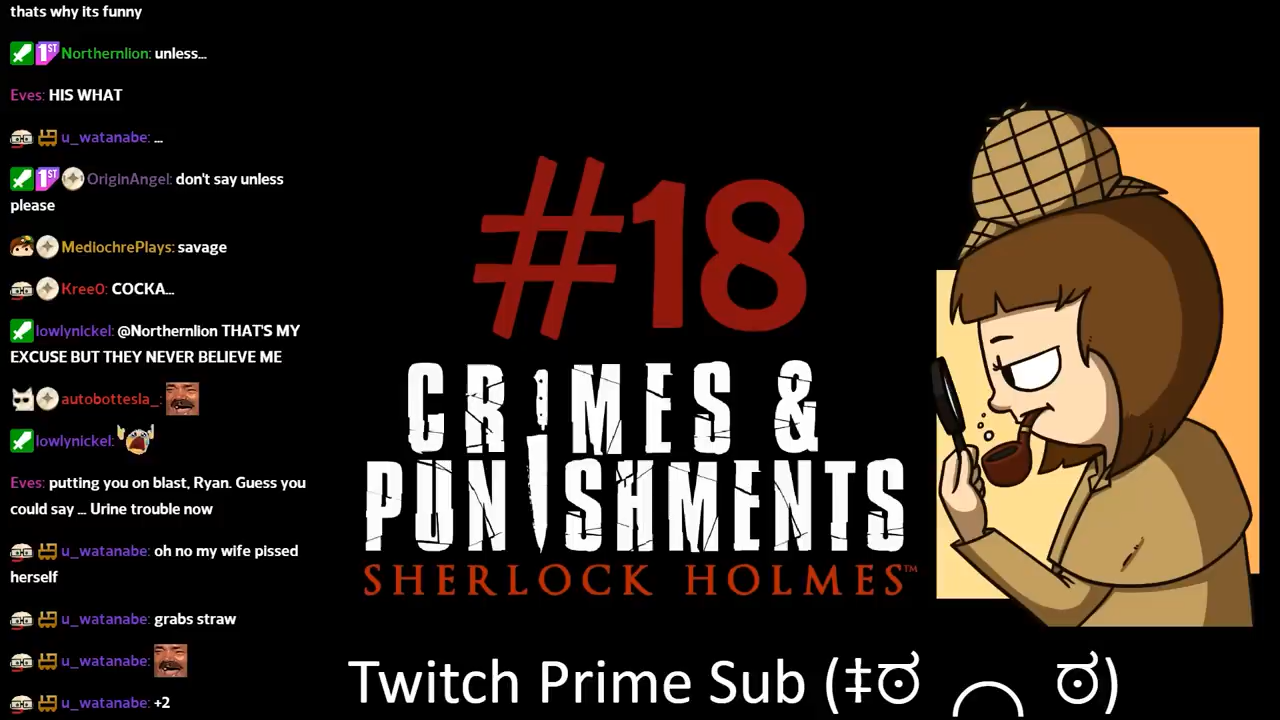 thats why its funny
1ST Northernlion: unless...
Eves: HIS WHAT
u_watanabe: ...
1ST OriginAngel: don't say unless
please
MediochrePlays: savage
Kree0: COCKA...
lowlynickel: @Northernlion THAT'S MY
EXCUSE BUT THEY NEVER BELIEVE ME
autobottesla_:
lowlynickel:
Eves: putting you on blast, Ryan. Guess you
could say ... Urine trouble now
u_watanabe: oh no my wife pissed
herself
u_watanabe: grabs straw
u_watanabe:
u_watanabe: +2
#18
CRIMES &
PUNISHMENTS
SHERLOCK HOLMES™
Twitch Prime Sub (‡ಠ ╭╮ ಠ)